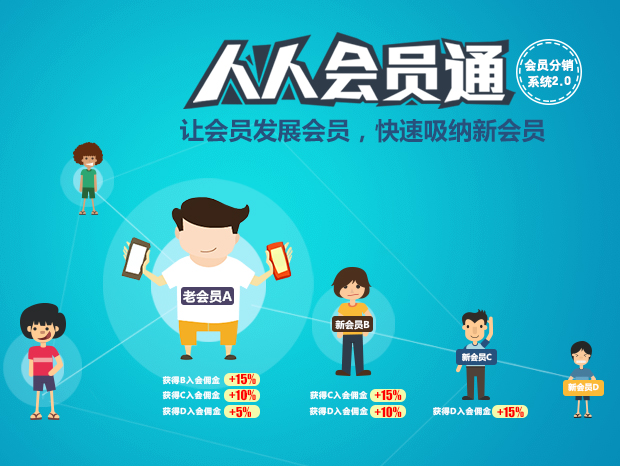 人人会员通
会员分销
系统2.0
让会员发展会员，快速吸纳新会员
老会员A
新会员B
新会员C
新会员D
获得B入会佣金 +15%
获得C入会佣金 +10%
获得D入会佣金 +5%
获得C入会佣金 +15%
获得D入会佣金 +10%
获得D入会佣金 +15%